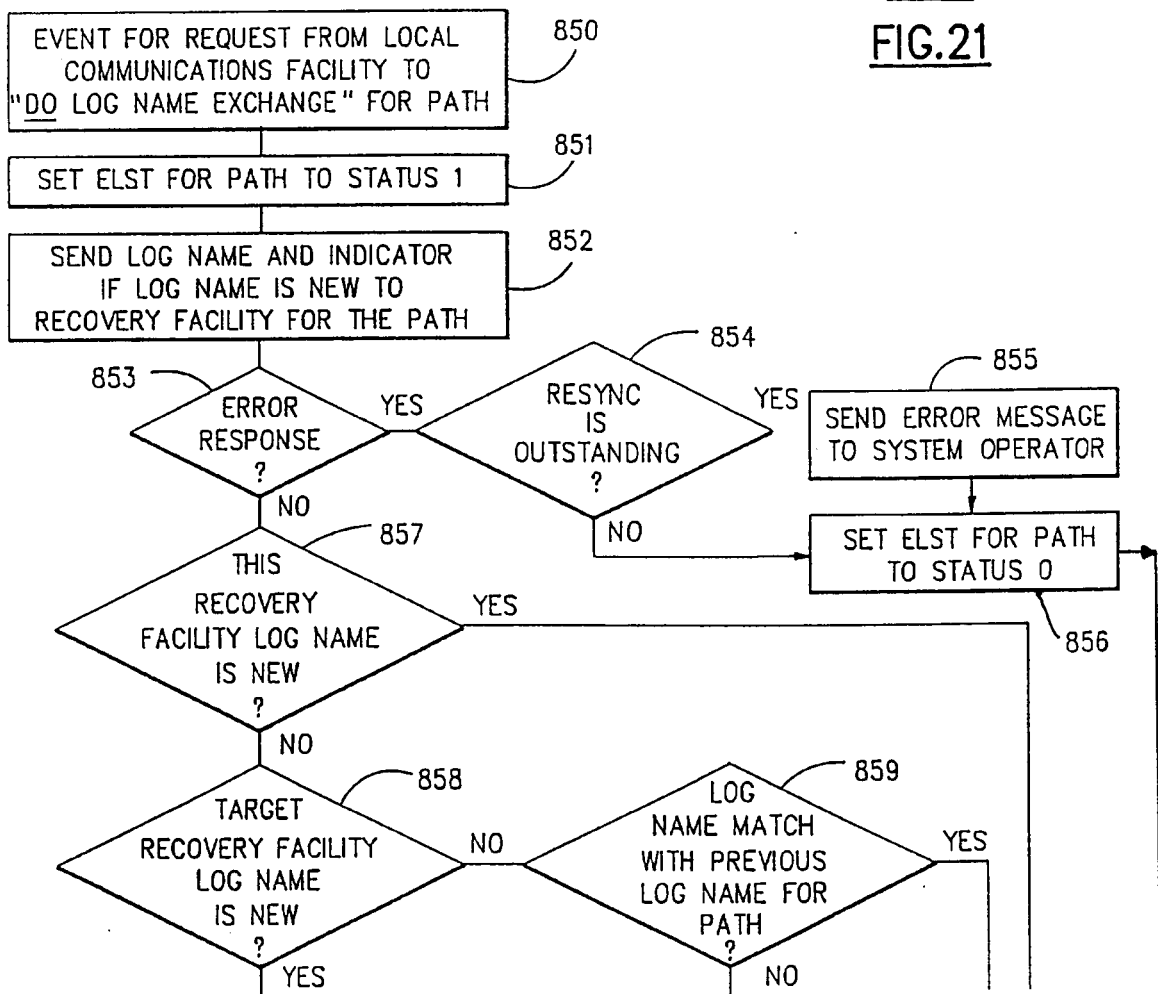 FIG.21
EVENT FOR REQUEST FROM LOCAL
COMMUNICATIONS FACILITY TO
"DO LOG NAME EXCHANGE" FOR PATH
850
SET ELST FOR PATH TO STATUS 1
851
SEND LOG NAME AND INDICATOR
IF LOG NAME IS NEW TO
RECOVERY FACILITY FOR THE PATH
852
853
ERROR
RESPONSE
?
YES
NO
854
RESYNC
IS
OUTSTANDING
?
YES
NO
855
SEND ERROR MESSAGE
TO SYSTEM OPERATOR
SET ELST FOR PATH
TO STATUS 0
856
857
THIS
RECOVERY
FACILITY LOG NAME
IS NEW
?
YES
NO
858
TARGET
RECOVERY FACILITY
LOG NAME
IS NEW
?
NO
YES
859
LOG
NAME MATCH
WITH PREVIOUS
LOG NAME FOR
PATH
?
YES
NO